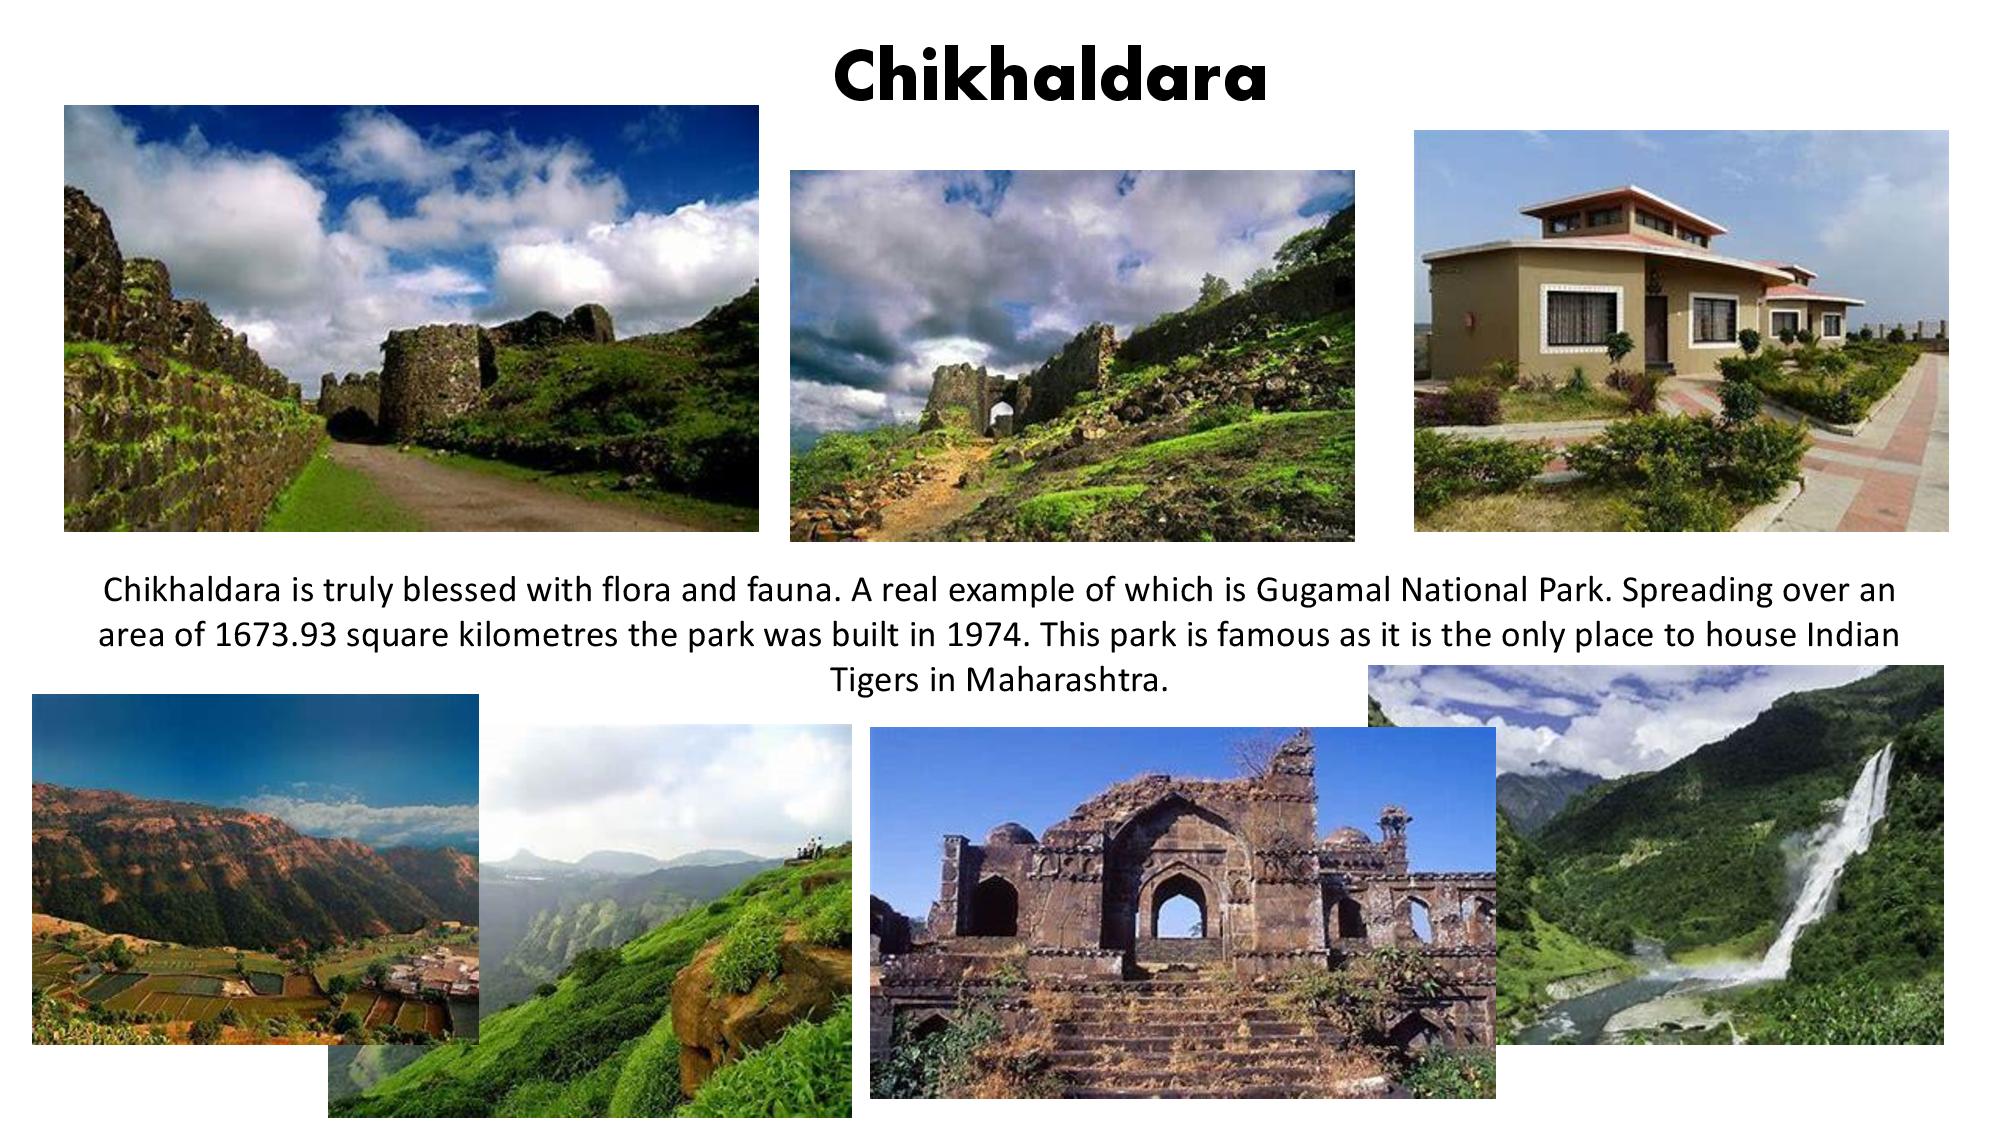 Chikhaldara
Chikhaldara is truly blessed with flora and fauna. A real example of which is Gugamal National Park. Spreading over an
area of 1673.93 square kilometres the park was built in 1974. This park is famous as it is the only place to house Indian
Tigers in Maharashtra.